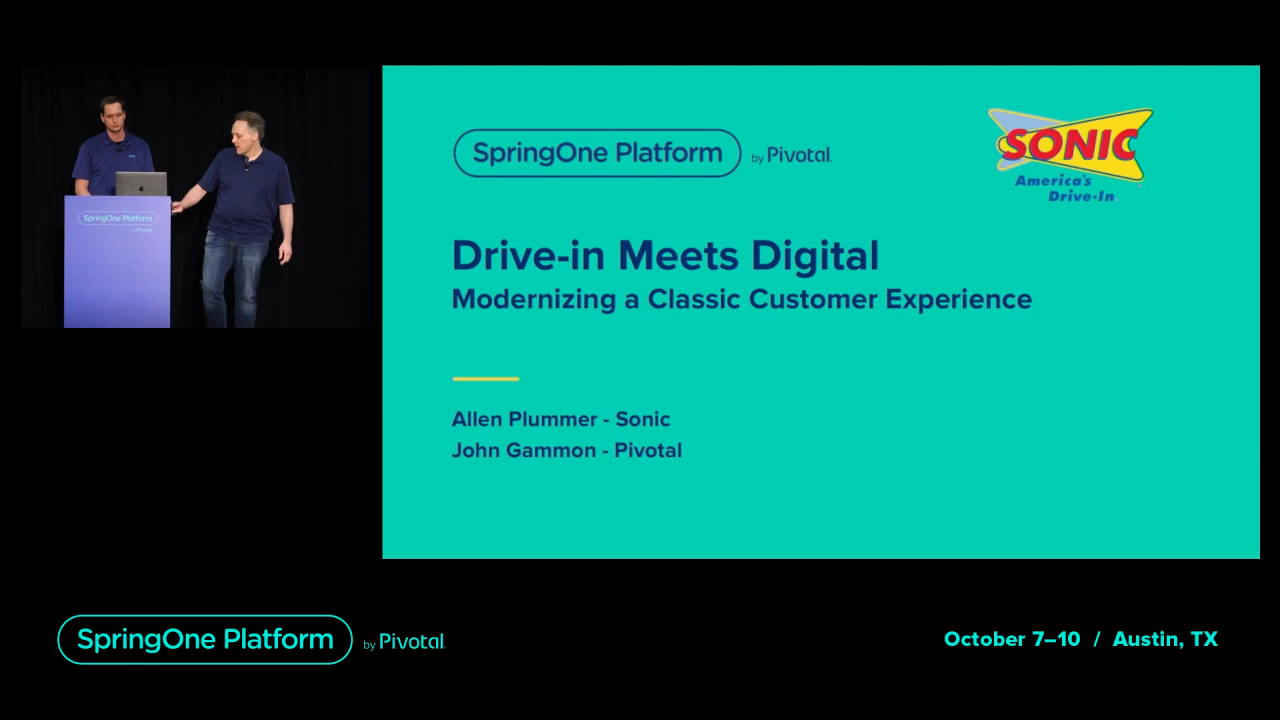 SpringOne Platform
by Pivotal
SpringOne Platform by Pivotal.
SONIC
America's
Drive-In.
Drive-in Meets Digital
Modernizing a Classic Customer Experience
Allen Plummer - Sonic
John Gammon - Pivotal
SpringOne Platform by Pivotal.
October 7–10 / Austin, TX